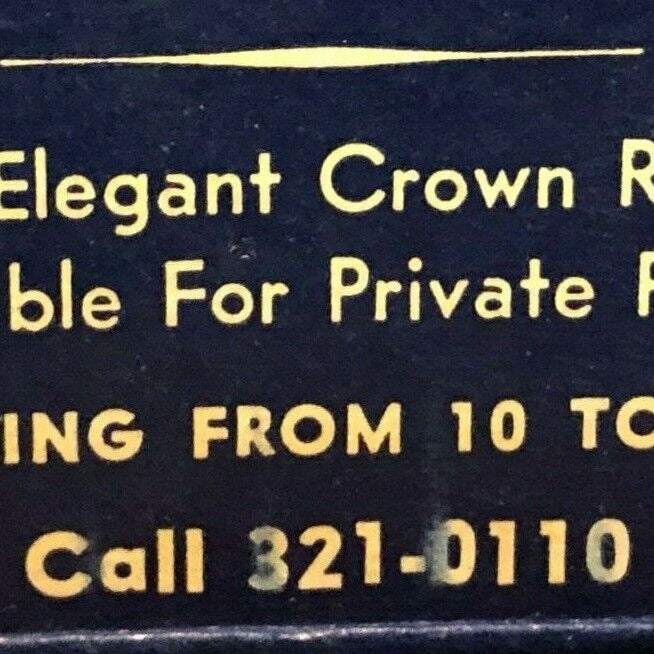 Elegant Crown R
ble For Private P
ING FROM 10 TO
Call 321-0110